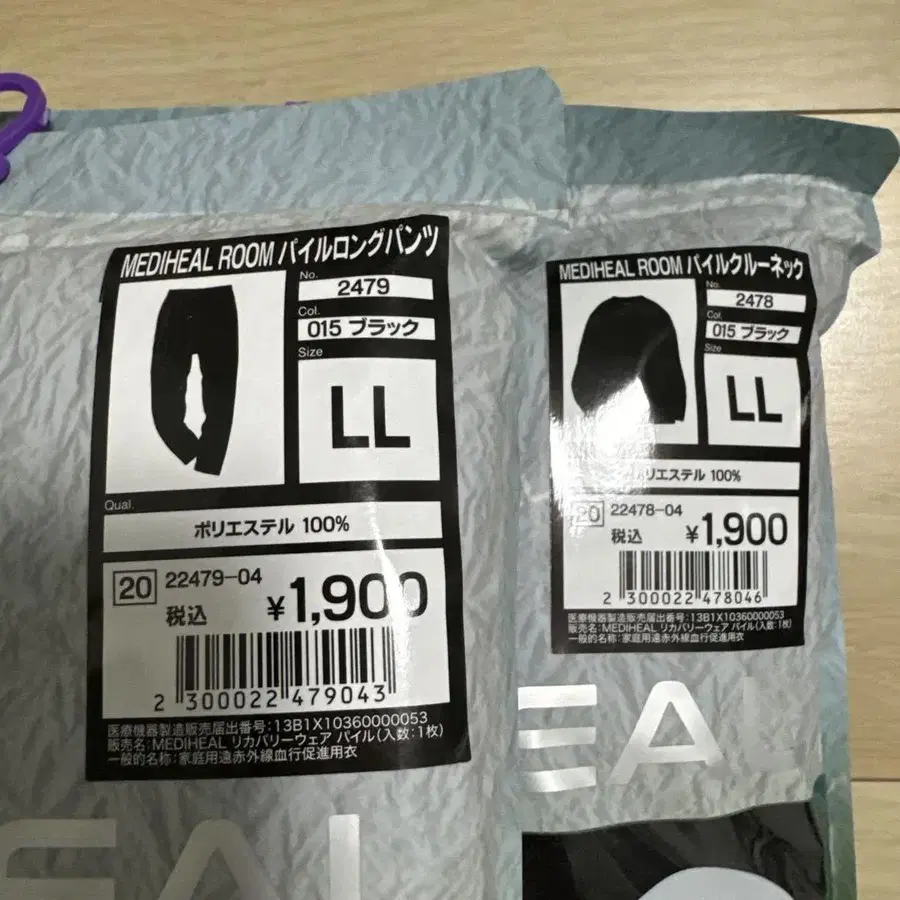 MEDIHEAL ROOM パイルロングパンツ
No.
2479
Col.
015 ブラック
Size
LL
Qual.
ポリエステル 100%
20 22479-04
税込 ¥1,900
2 300022 479043
医療機器製造販売届出番号:13B1X10360000053
販売名:MEDIHEAL リカバリーウェア パイル(入数:1枚)
一般的名称:家庭用遠赤外線血行促進用衣
MEDIHEAL ROOM パイルクルーネック
No.
2478
Col.
015 ブラック
Size
LL
ポリエステル 100%
20 22478-04
税込 ¥1,900
2 300022 478046
医療機器製造販売届出番号:13B1X10360000053
販売名:MEDIHEAL リカバリーウェア パイル(入数:1枚)
一般的名称:家庭用遠赤外線血行促進用衣
EAL
EAL